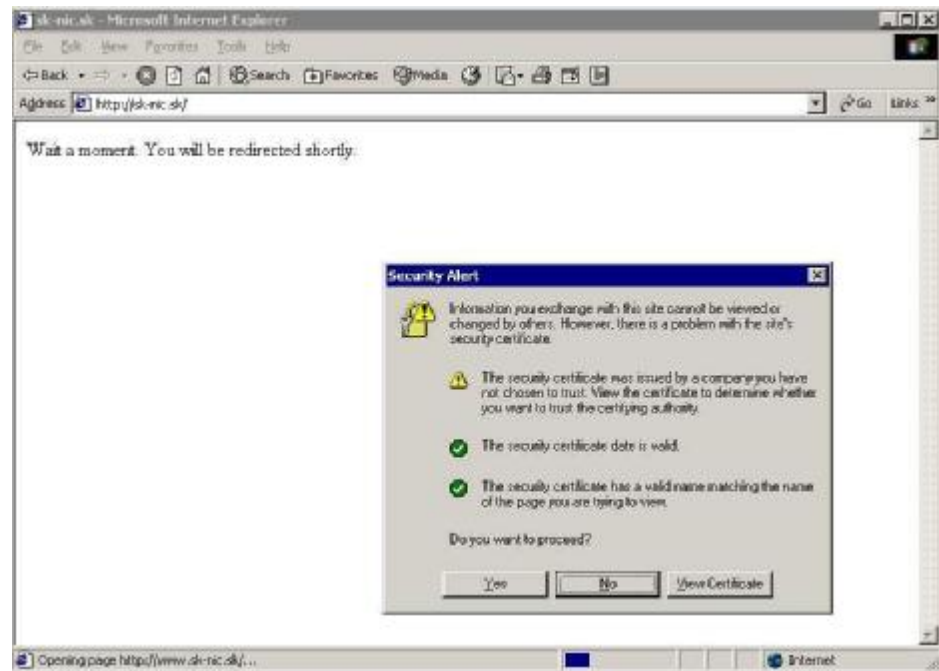 sk-nic.sk - Microsoft Internet Explorer
File Edit View Favorites Tools Help
Back Search Favorites Media
Address http://sk-nic.sk/ Go Links »
Wait a moment. You will be redirected shortly.
Security Alert
Information you exchange with this site cannot be viewed or
changed by others. However, there is a problem with the site's
security certificate.
The security certificate was issued by a company you have
not chosen to trust. View the certificate to determine whether
you want to trust the certifying authority.
The security certificate date is valid.
The security certificate has a valid name matching the name
of the page you are trying to view.
Do you want to proceed?
Yes No View Certificate
Opening page http://www.sk-nic.sk/... Internet